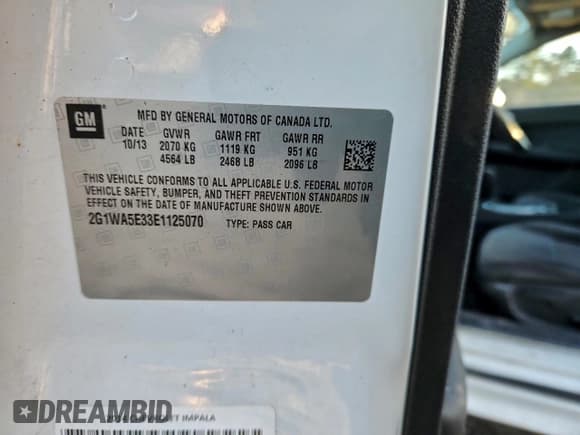 GM
MFD BY GENERAL MOTORS OF CANADA LTD.
DATE GVWR GAWR FRT GAWR RR
10/13 2070 KG 1119 KG 951 KG
4564 LB 2468 LB 2096 LB
THIS VEHICLE CONFORMS TO ALL APPLICABLE U.S. FEDERAL MOTOR
VEHICLE SAFETY, BUMPER, AND THEFT PREVENTION STANDARDS IN
EFFECT ON THE DATE OF MANUFACTURE SHOWN ABOVE.
2G1WA5E33E1125070 TYPE: PASS CAR
IMPALA
DREAMBID